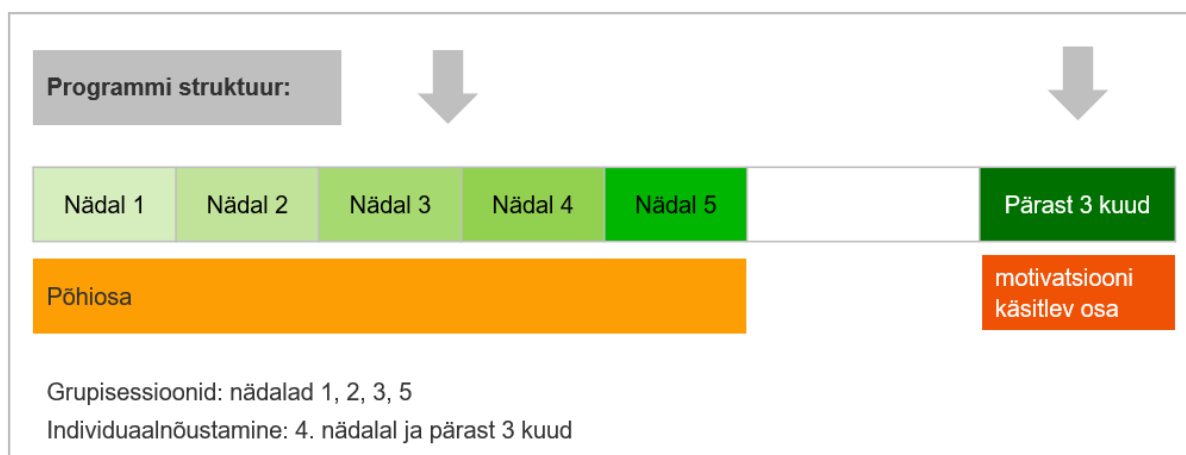 Programmi struktuur:
Nädal 1 Nädal 2 Nädal 3 Nädal 4 Nädal 5 Pärast 3 kuud
Põhiosa
motivatsiooni
käsitlev osa
Grupisessioonid: nädalad 1, 2, 3, 5
Individuaalnõustamine: 4. nädalal ja pärast 3 kuud